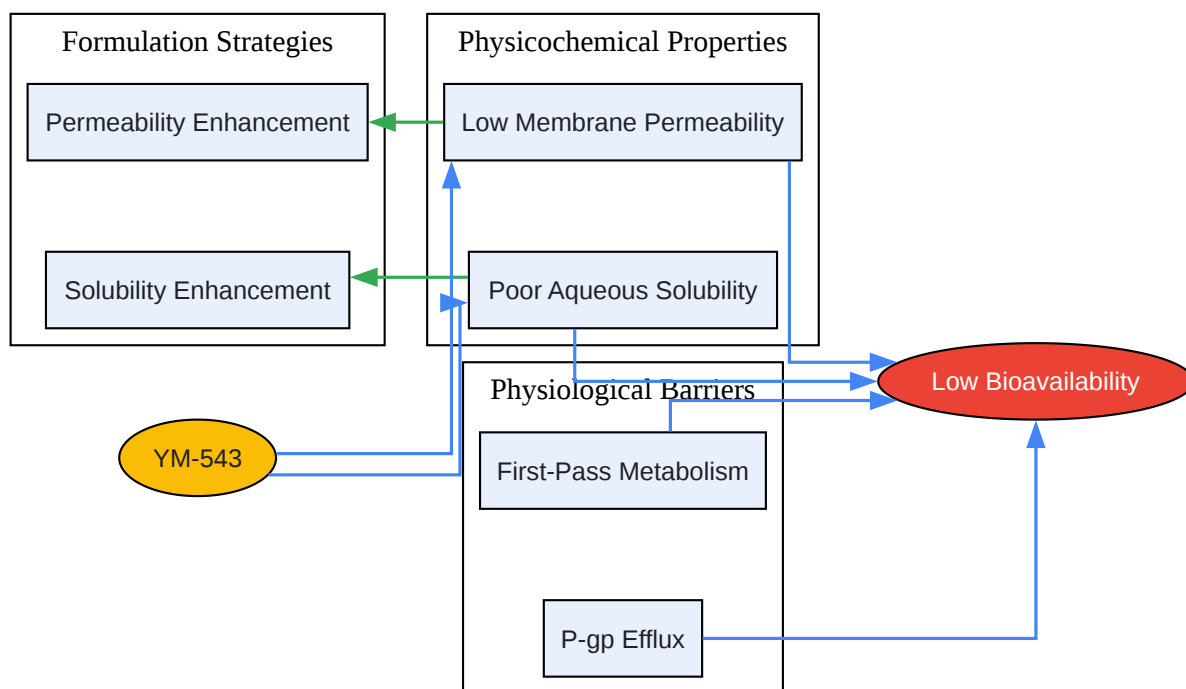 Formulation Strategies
Physicochemical Properties
Permeability Enhancement
Low Membrane Permeability
Solubility Enhancement
Poor Aqueous Solubility
Physiological Barriers
Low Bioavailability
YM-543
First-Pass Metabolism
P-gp Efflux